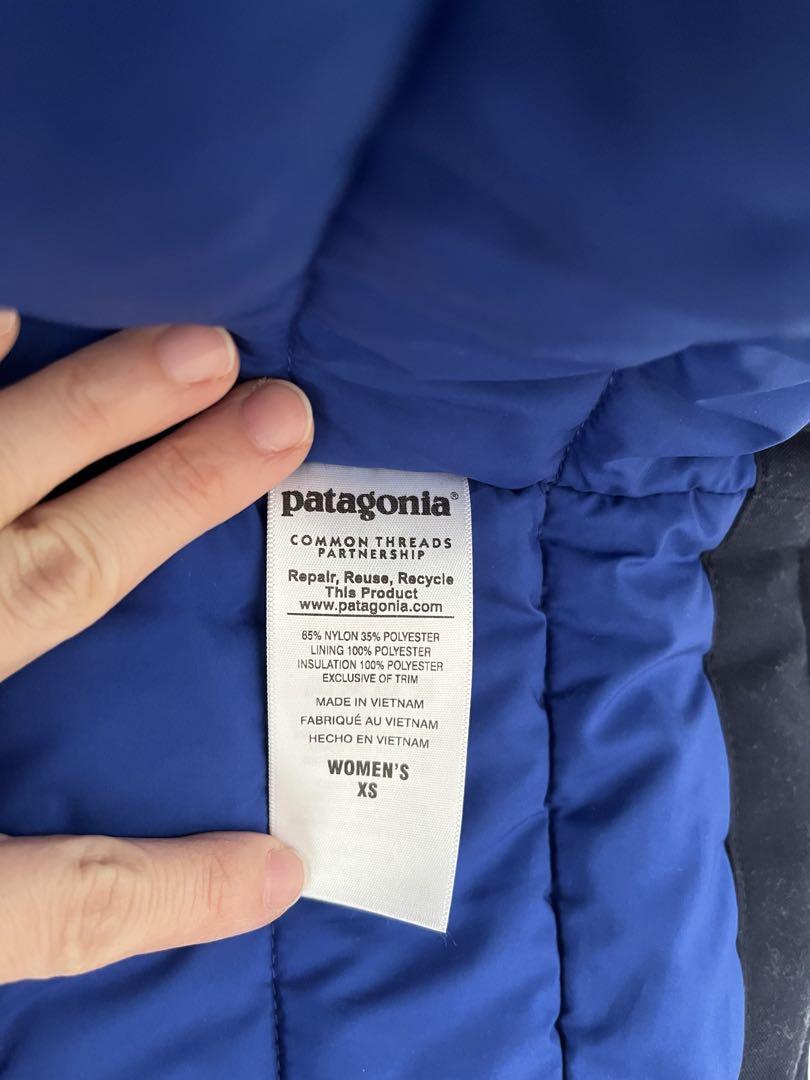 patagonia®
COMMON THREADS
PARTNERSHIP
Repair, Reuse, Recycle
This Product
www.patagonia.com
65% NYLON 35% POLYESTER
LINING 100% POLYESTER
INSULATION 100% POLYESTER
EXCLUSIVE OF TRIM
MADE IN VIETNAM
FABRIQUÉ AU VIETNAM
HECHO EN VIETNAM
WOMEN'S
XS